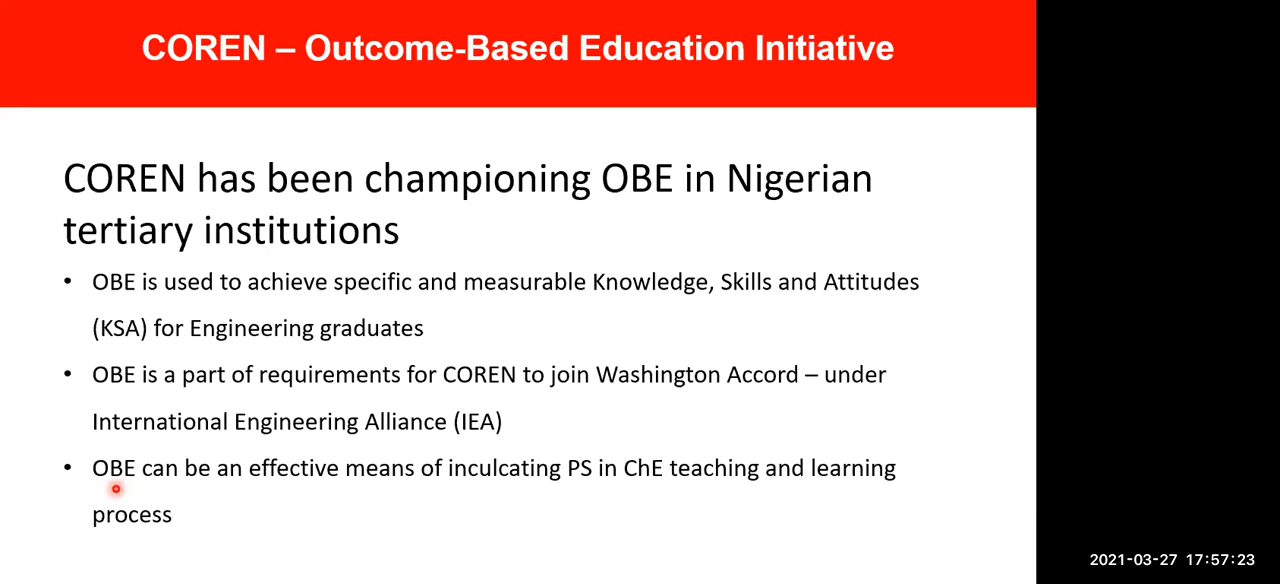 COREN – Outcome-Based Education Initiative
COREN has been championing OBE in Nigerian
tertiary institutions
• OBE is used to achieve specific and measurable Knowledge, Skills and Attitudes
(KSA) for Engineering graduates
• OBE is a part of requirements for COREN to join Washington Accord – under
International Engineering Alliance (IEA)
• OBE can be an effective means of inculcating PS in ChE teaching and learning
process
2021-03-27 17:57:23